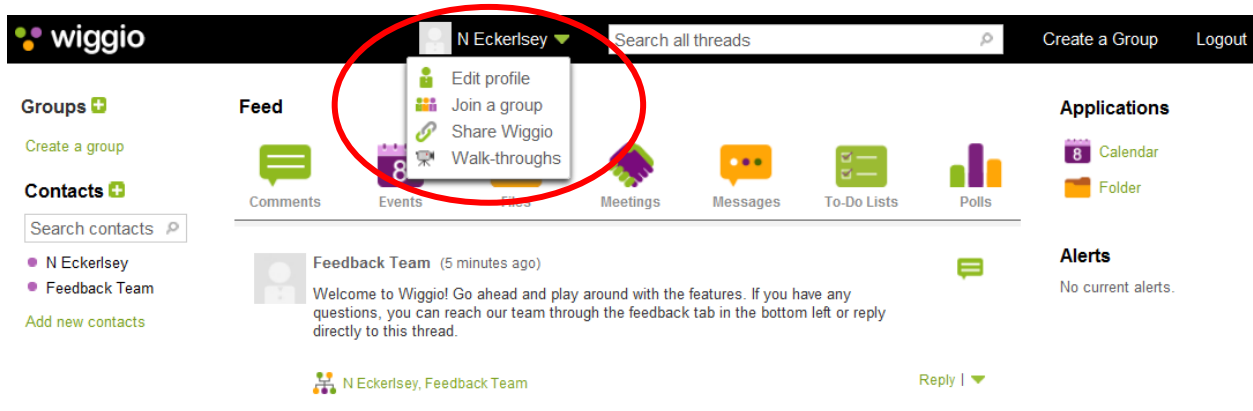 wiggio
N Eckerlsey
Search all threads
Create a Group
Logout
Edit profile
Join a group
Share Wiggio
Walk-throughs
Groups
Create a group
Contacts
Search contacts
N Eckerlsey
Feedback Team
Add new contacts
Feed
8
Comments
Events
Files
Meetings
Messages
To-Do Lists
Polls
Feedback Team (5 minutes ago)
Welcome to Wiggio! Go ahead and play around with the features. If you have any
questions, you can reach our team through the feedback tab in the bottom left or reply
directly to this thread.
N Eckerlsey, Feedback Team
Reply |
Applications
8
Calendar
Folder
Alerts
No current alerts.